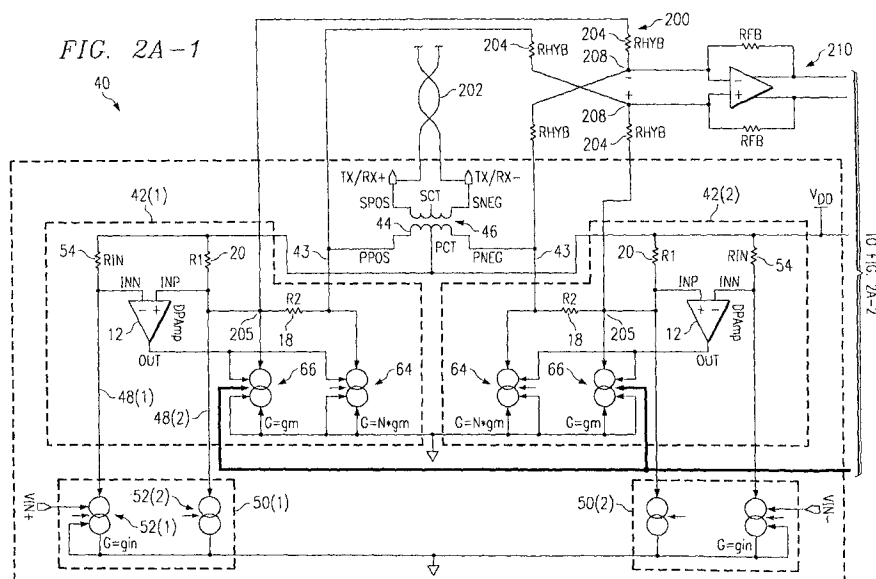 FIG. 2A-1
40
200
204
RHYB
204
RHYB
208
RFB
210
-
+
-
+
202
208
204
RHYB
RHYB
RHYB
RFB
TX/RX+
TX/RX-
SPOS
SCT
SNEG
42(1)
44
46
42(2)
VDD
TO FIG. 2A-2
54
RIN
R1
20
43
PPOS
PCT
PNEG
43
20
R1
RIN
54
INN
INP
INP
INN
-
+
+
-
12
DPAmp
OUT
205
R2
18
R2
18
205
12
DPAmp
OUT
48(1)
48(2)
66
64
64
66
G=gm
G=N*gm
G=N*gm
G=gm
VIN+
52(2)
52(1)
50(1)
50(2)
VIN-
G=gin
G=gin